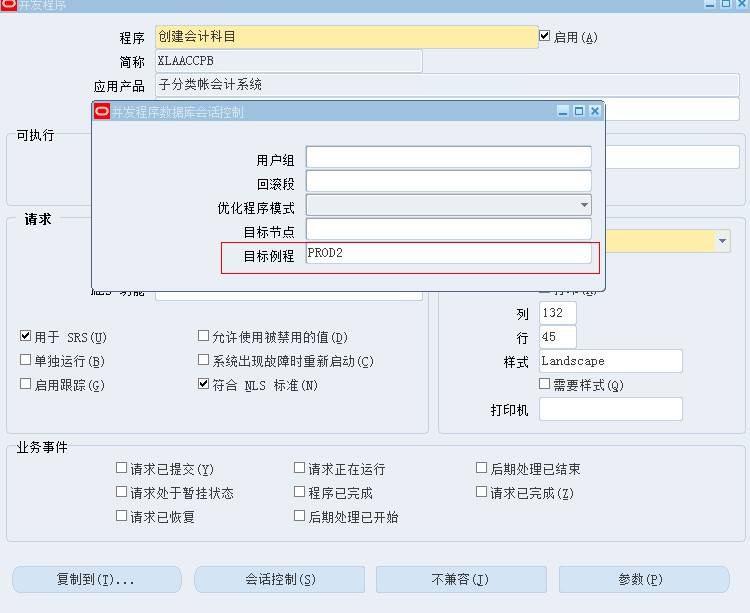 并发程序
程序 创建会计科目 启用(A)
简称 XLAACCPB
应用产品 子分类帐会计系统
并发程序数据库会话控制
可执行
用户组
回滚段
优化程序模式
请求
目标节点
目标例程 PROD2
列 132
用于 SRS(U) 允许使用被禁用的值(D) 行 45
单独运行(B) 系统出现故障时重新启动(C) 样式 Landscape
启用跟踪(G) 符合 NLS 标准(N) 需要样式(Q)
打印机
业务事件
请求已提交(Y) 请求正在运行 后期处理已结束
请求处于暂挂状态 程序已完成 请求已完成(Z)
请求已恢复 后期处理已开始
复制到(T)... 会话控制(S) 不兼容(I) 参数(P)